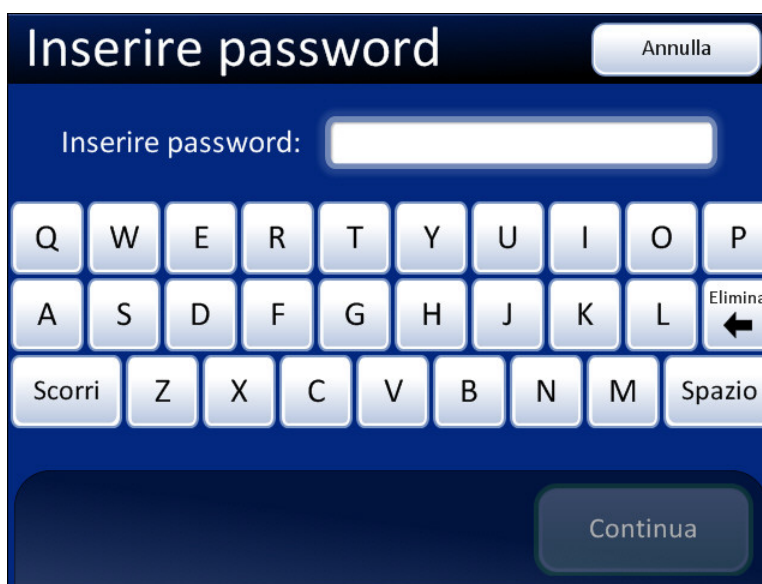 Inserire password
Annulla
Inserire password:
Q W E R T Y U I O P
A S D F G H J K L Elimina
Scorri Z X C V B N M Spazio
Continua